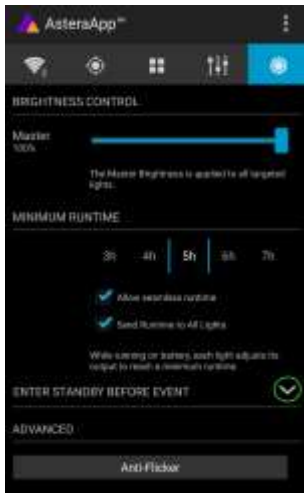 AsteraApp™
BRIGHTNESS CONTROL
Master
100%
The Master Brightness is applied to all targeted
lights.
MINIMUM RUNTIME
3h 4h 5h 6h 7h
Allow seamless runtime
Send Runtime to All Lights
While running on battery, each light adjusts its
output to reach a minimum runtime.
ENTER STANDBY BEFORE EVENT
ADVANCED
Anti-Flicker